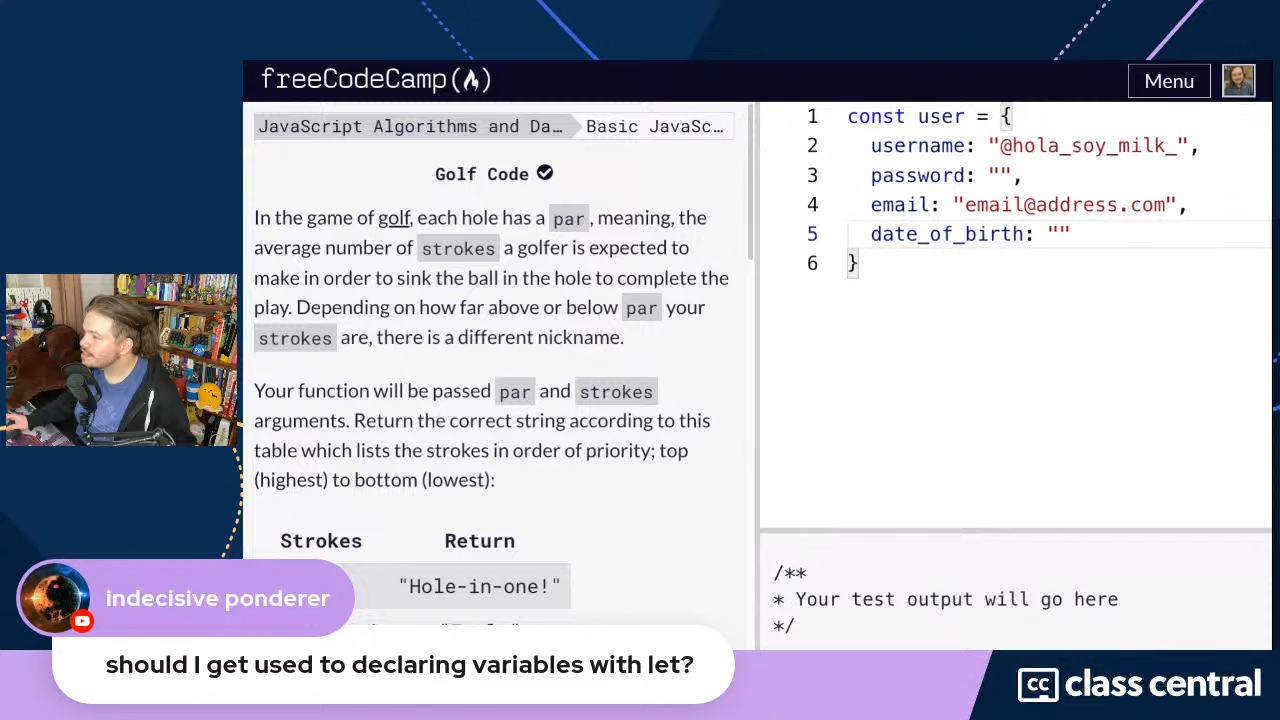 freeCodeCamp(🔥)
Menu
JavaScript Algorithms and Da…
Basic JavaSc…
Golf Code
In the game of golf, each hole has a par, meaning, the
average number of strokes a golfer is expected to
make in order to sink the ball in the hole to complete the
play. Depending on how far above or below par your
strokes are, there is a different nickname.
Your function will be passed par and strokes
arguments. Return the correct string according to this
table which lists the strokes in order of priority; top
(highest) to bottom (lowest):
Strokes Return
"Hole-in-one!"
1 const user = {
2 username: "@hola_soy_milk_",
3 password: "",
4 email: "email@address.com",
5 date_of_birth: ""
6 }
/**
* Your test output will go here
*/
indecisive ponderer
should I get used to declaring variables with let?
cc class central